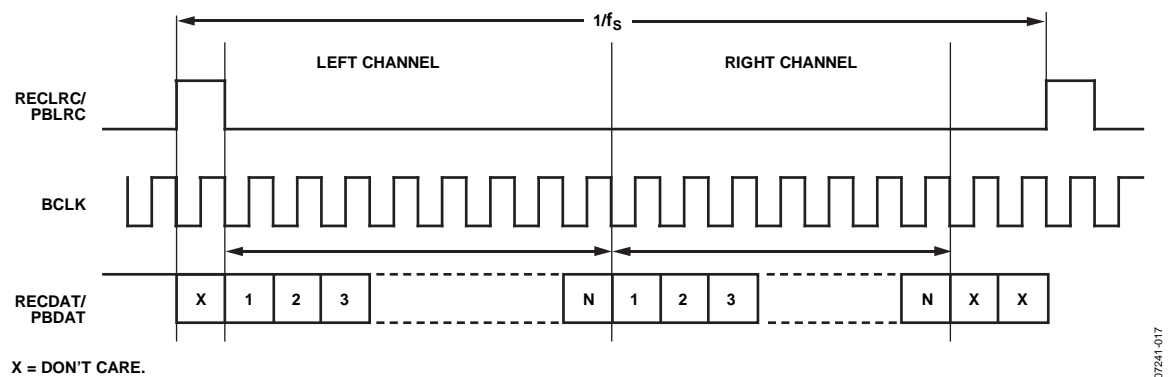 1/fS
LEFT CHANNEL
RIGHT CHANNEL
RECLRC/
PBLRC
BCLK
RECDAT/
PBDAT
X 1 2 3 N 1 2 3 N X X
X = DON'T CARE.
07241-017